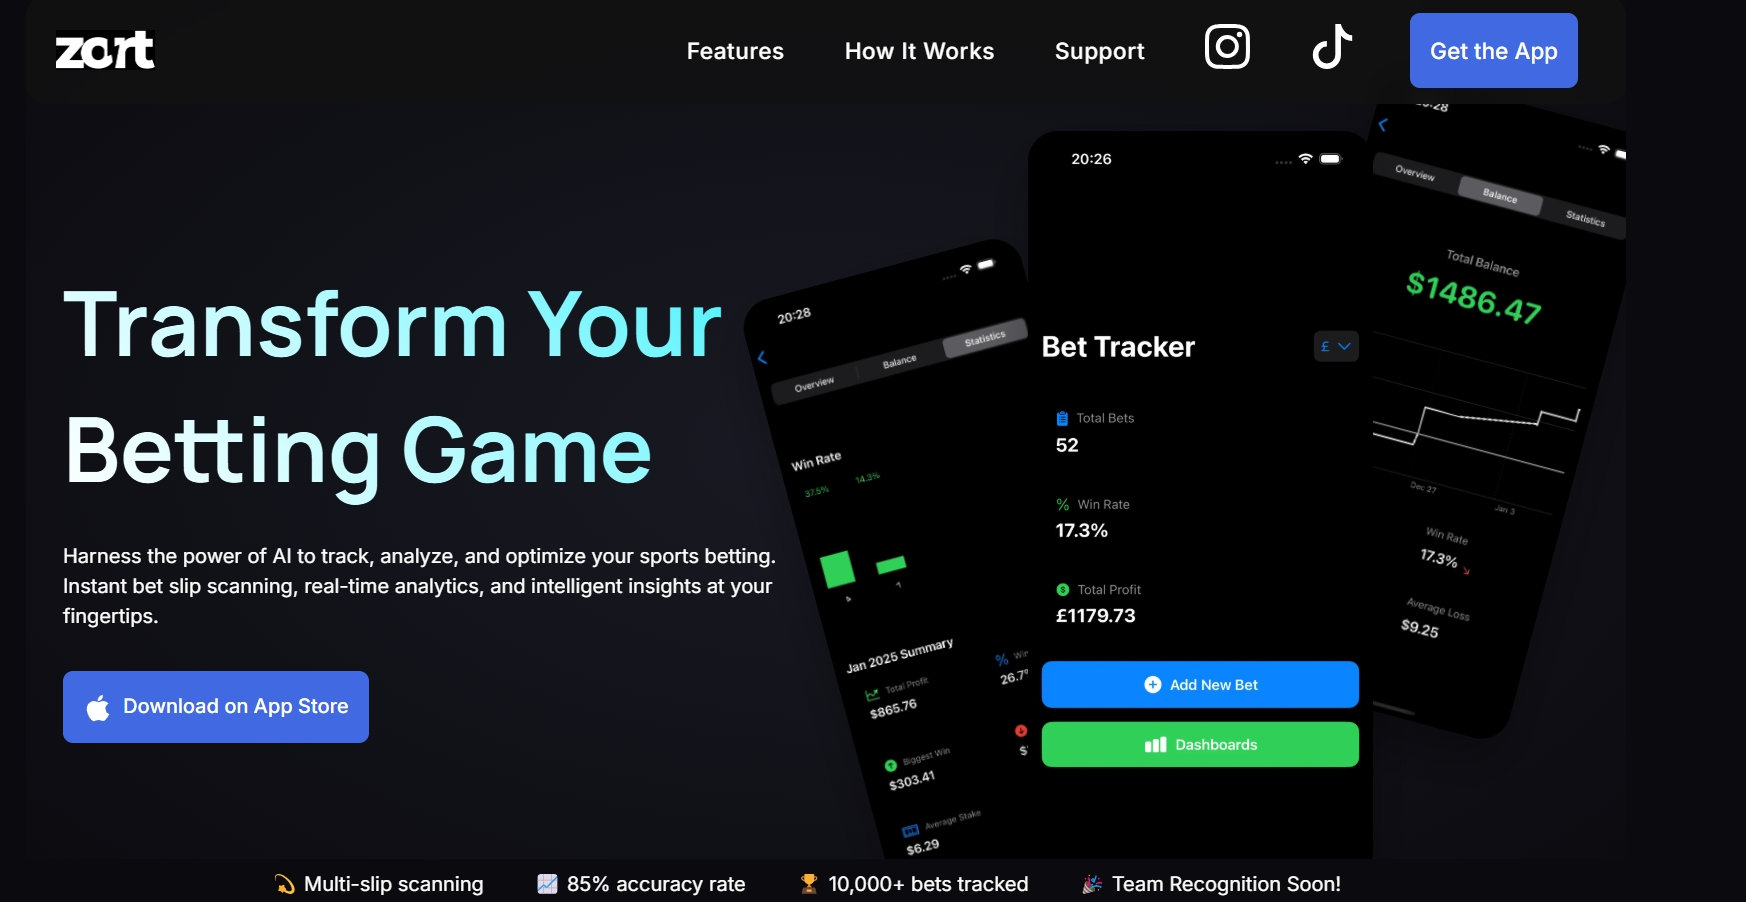 zart
Features
How It Works
Support
Get the App
Transform Your
Betting Game
Harness the power of AI to track, analyze, and optimize your sports betting.
Instant bet slip scanning, real-time analytics, and intelligent insights at your
fingertips.
Download on App Store
20:28
Overview
Balance
Statistics
Win Rate
37.5%
14.3%
Jan 2025 Summary
Total Profit
$865.76
Win
26.7%
Biggest Win
$303.41
Average Stake
$6.29
20:26
Bet Tracker
£
Total Bets
52
Win Rate
17.3%
Total Profit
£1179.73
Add New Bet
Dashboards
Overview
Balance
Statistics
Total Balance
$1486.47
Dec 27
Jan 3
Win Rate
17.3%
Average Loss
$9.25
Multi-slip scanning
85% accuracy rate
10,000+ bets tracked
Team Recognition Soon!